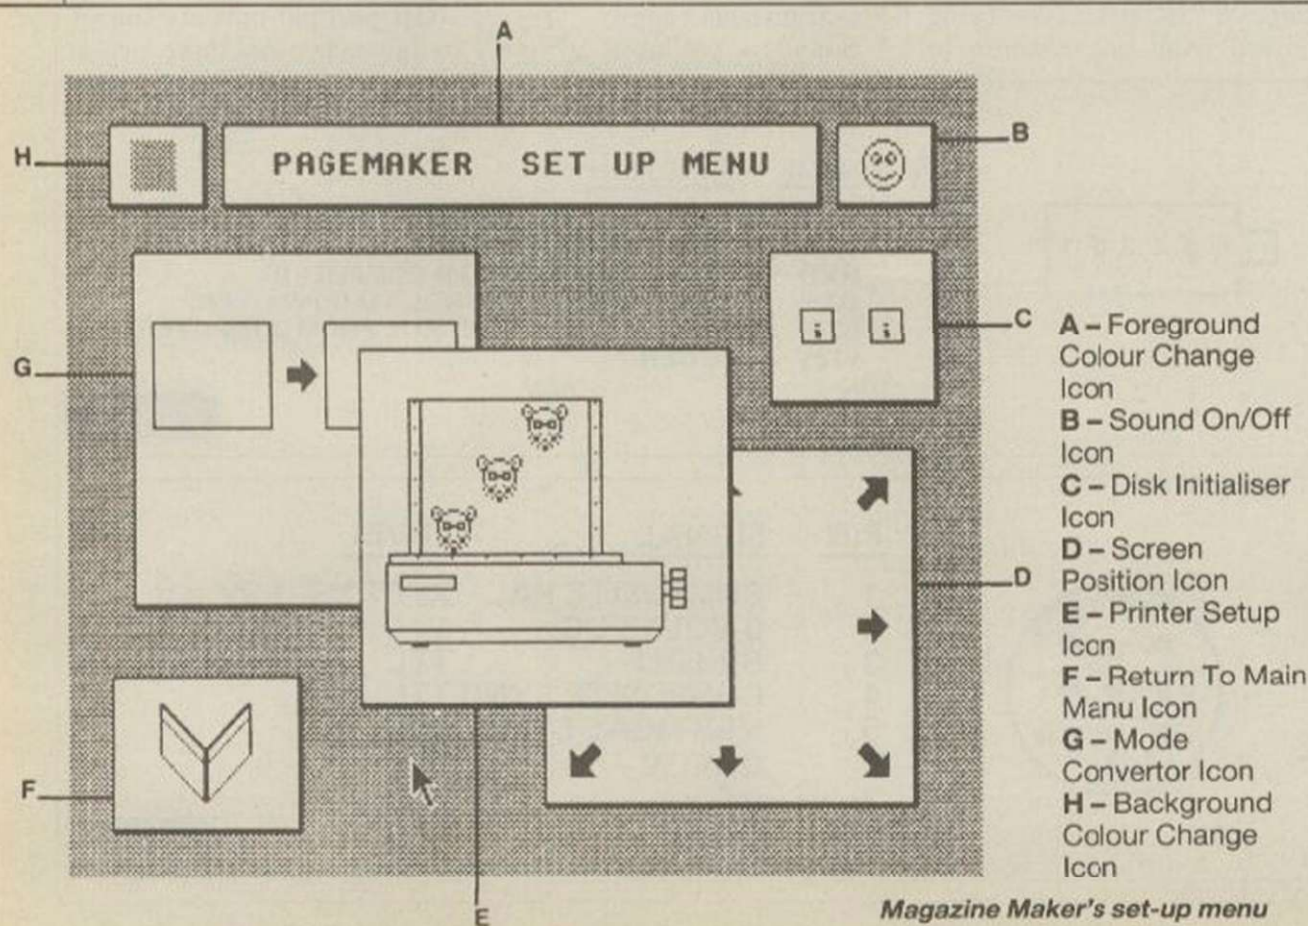 A
H
PAGEMAKER SET UP MENU
B
G
C
D
F
E
A – Foreground
Colour Change
Icon
B – Sound On/Off
Icon
C – Disk Initialiser
Icon
D – Screen
Position Icon
E – Printer Setup
Icon
F – Return To Main
Manu Icon
G – Mode
Convertor Icon
H – Background
Colour Change
Icon
Magazine Maker's set-up menu